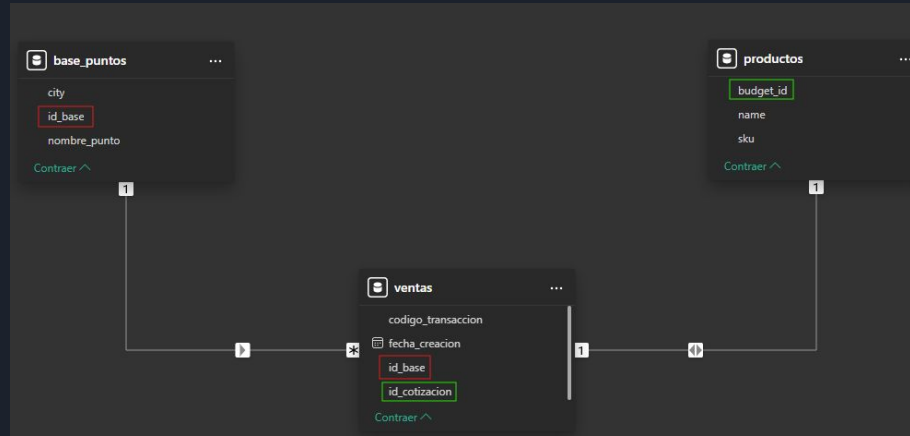 base_puntos
...
city
id_base
nombre_punto
Contraer
1
productos
...
budget_id
name
sku
Contraer
1
ventas
...
codigo_transaccion
fecha_creacion
id_base
id_cotizacion
Contraer
*
1